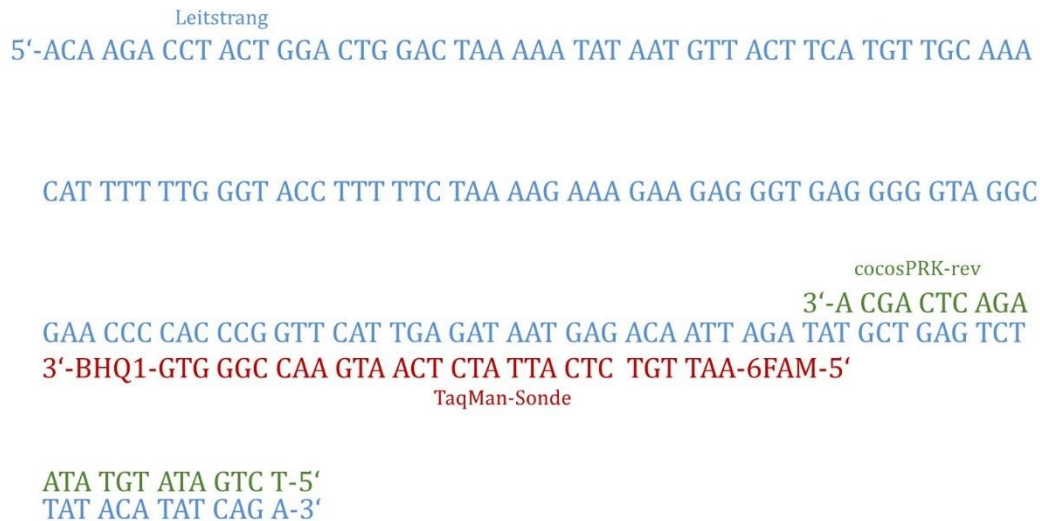 Leitstrang
5‘-ACA AGA CCT ACT GGA CTG GAC TAA AAA TAT AAT GTT ACT TCA TGT TGC AAA
CAT TTT TTG GGT ACC TTT TTC TAA AAG AAA GAA GAG GGT GAG GGG GTA GGC
cocosPRK-rev
3‘-A CGA CTC AGA
GAA CCC CAC CCG GTT CAT TGA GAT AAT GAG ACA ATT AGA TAT GCT GAG TCT
3‘-BHQ1-GTG GGC CAA GTA ACT CTA TTA CTC TGT TAA-6FAM-5‘
TaqMan-Sonde
ATA TGT ATA GTC T-5‘
TAT ACA TAT CAG A-3‘